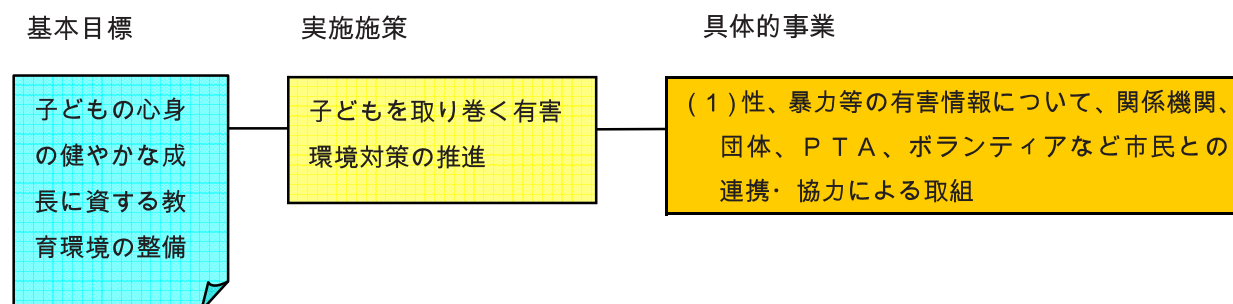 基本目標
実施施策
具体的事業
子どもの心身
の健やかな成
長に資する教
育環境の整備
子どもを取り巻く有害
環境対策の推進
(1)性、暴力等の有害情報について、関係機関、
団体、PTA、ボランティアなど市民との
連携・協力による取組